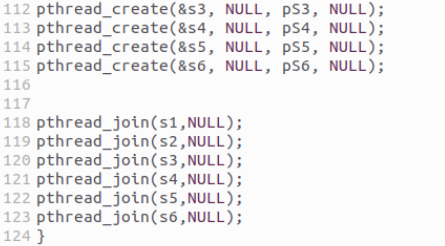 112 pthread_create(&s3, NULL, pS3, NULL);
113 pthread_create(&s4, NULL, pS4, NULL);
114 pthread_create(&s5, NULL, pS5, NULL);
115 pthread_create(&s6, NULL, pS6, NULL);
116
117
118 pthread_join(s1,NULL);
119 pthread_join(s2,NULL);
120 pthread_join(s3,NULL);
121 pthread_join(s4,NULL);
122 pthread_join(s5,NULL);
123 pthread_join(s6,NULL);
124 }